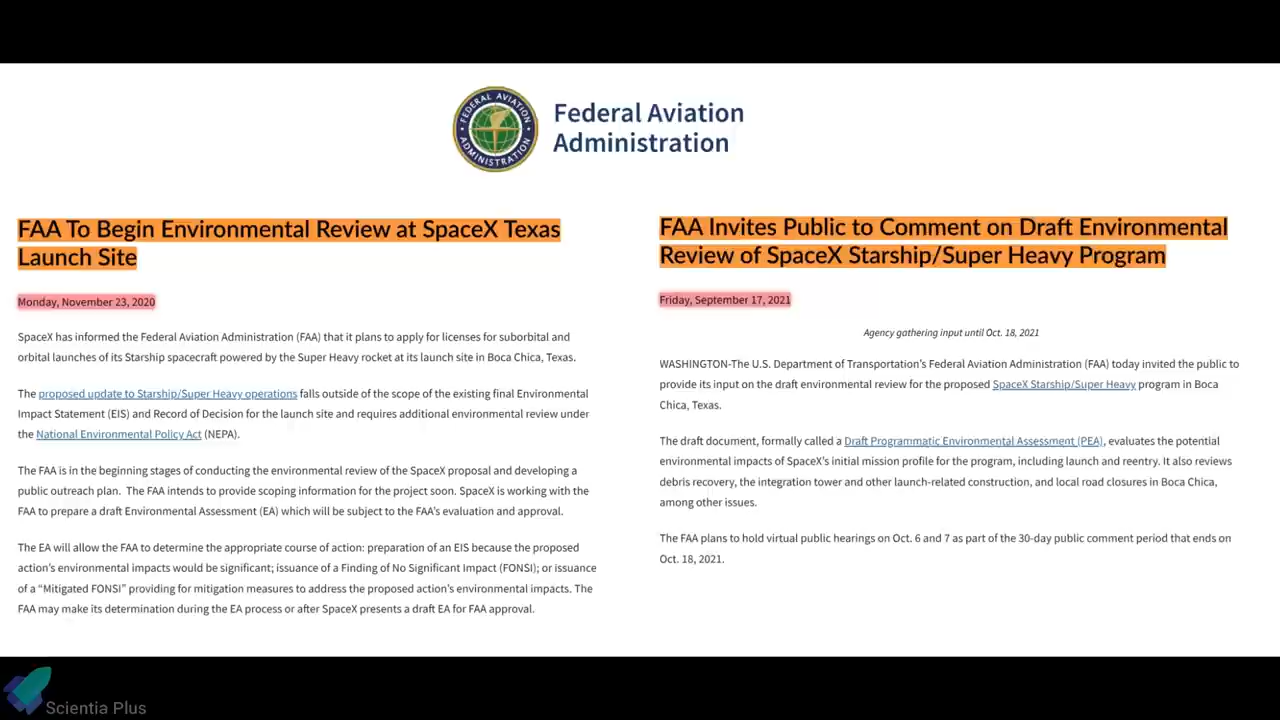 FEDERAL AVIATION
ADMINISTRATION
Federal Aviation
Administration
FAA To Begin Environmental Review at SpaceX Texas
Launch Site
Monday, November 23, 2020
SpaceX has informed the Federal Aviation Administration (FAA) that it plans to apply for licenses for suborbital and
orbital launches of its Starship spacecraft powered by the Super Heavy rocket at its launch site in Boca Chica, Texas.
The proposed update to Starship/Super Heavy operations falls outside of the scope of the existing final Environmental
Impact Statement (EIS) and Record of Decision for the launch site and requires additional environmental review under
the National Environmental Policy Act (NEPA).
The FAA is in the beginning stages of conducting the environmental review of the SpaceX proposal and developing a
public outreach plan. The FAA intends to provide scoping information for the project soon. SpaceX is working with the
FAA to prepare a draft Environmental Assessment (EA) which will be subject to the FAA's evaluation and approval.
The EA will allow the FAA to determine the appropriate course of action: preparation of an EIS because the proposed
action's environmental impacts would be significant; issuance of a Finding of No Significant Impact (FONSI); or issuance
of a “Mitigated FONSI” providing for mitigation measures to address the proposed action's environmental impacts. The
FAA may make its determination during the EA process or after SpaceX presents a draft EA for FAA approval.
FAA Invites Public to Comment on Draft Environmental
Review of SpaceX Starship/Super Heavy Program
Friday, September 17, 2021
Agency gathering input until Oct. 18, 2021
WASHINGTON-The U.S. Department of Transportation's Federal Aviation Administration (FAA) today invited the public to
provide its input on the draft environmental review for the proposed SpaceX Starship/Super Heavy program in Boca
Chica, Texas.
The draft document, formally called a Draft Programmatic Environmental Assessment (PEA), evaluates the potential
environmental impacts of SpaceX's initial mission profile for the program, including launch and reentry. It also reviews
debris recovery, the integration tower and other launch-related construction, and local road closures in Boca Chica,
among other issues.
The FAA plans to hold virtual public hearings on Oct. 6 and 7 as part of the 30-day public comment period that ends on
Oct. 18, 2021.
Scientia Plus